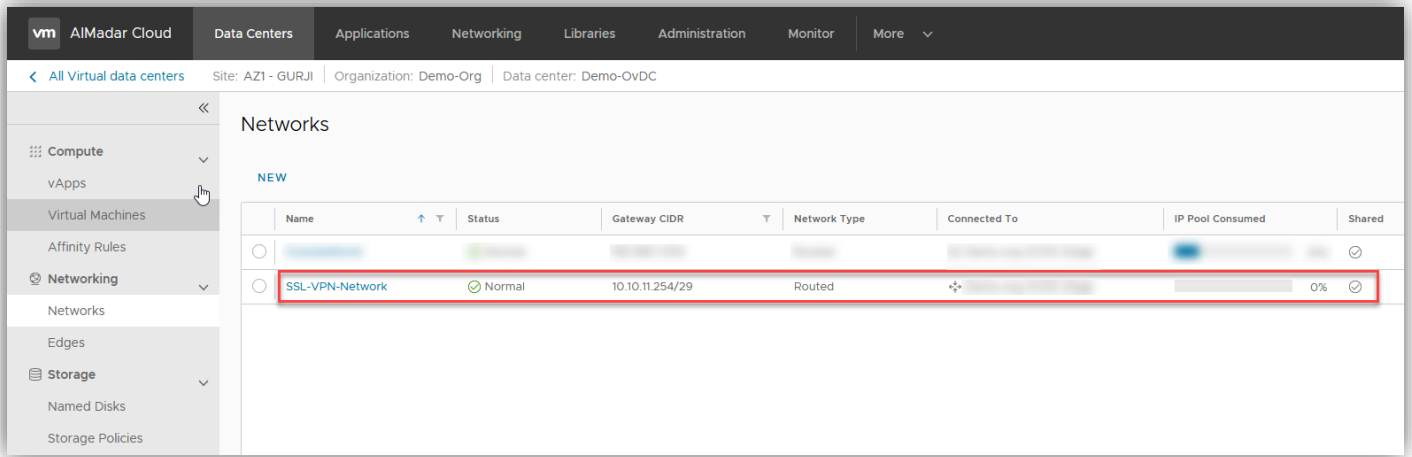 vm AlMadar Cloud Data Centers Applications Networking Libraries Administration Monitor More
All Virtual data centers Site: AZ1 - GURJI Organization: Demo-Org Data center: Demo-OvDC
Networks
Compute
vApps
Virtual Machines
Affinity Rules
Networking
Networks
Edges
Storage
Named Disks
Storage Policies
NEW
Name Status Gateway CIDR Network Type Connected To IP Pool Consumed Shared
SSL-VPN-Network Normal 10.10.11.254/29 Routed 0%